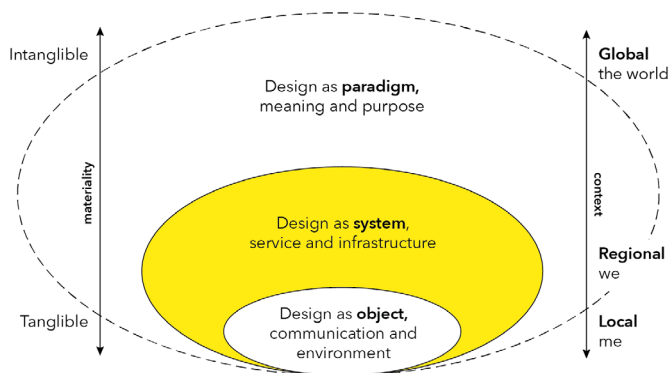 Intangible
Global
the world
Design as paradigm,
meaning and purpose
materiality
context
Design as system,
service and infrastructure
Regional
we
Tanglible
Design as object,
communication and
environment
Local
me